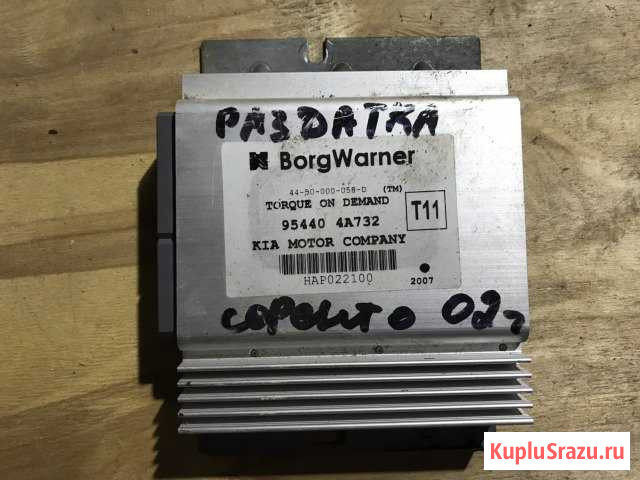 РАЗДАТКА
BorgWarner
44-90-000-058-D (TM)
TORQUE ON DEMAND
T11
95440 4A732
KIA MOTOR COMPANY
HAP022100
2007
СОРЕНТО 02г
KupluSrazu.ru